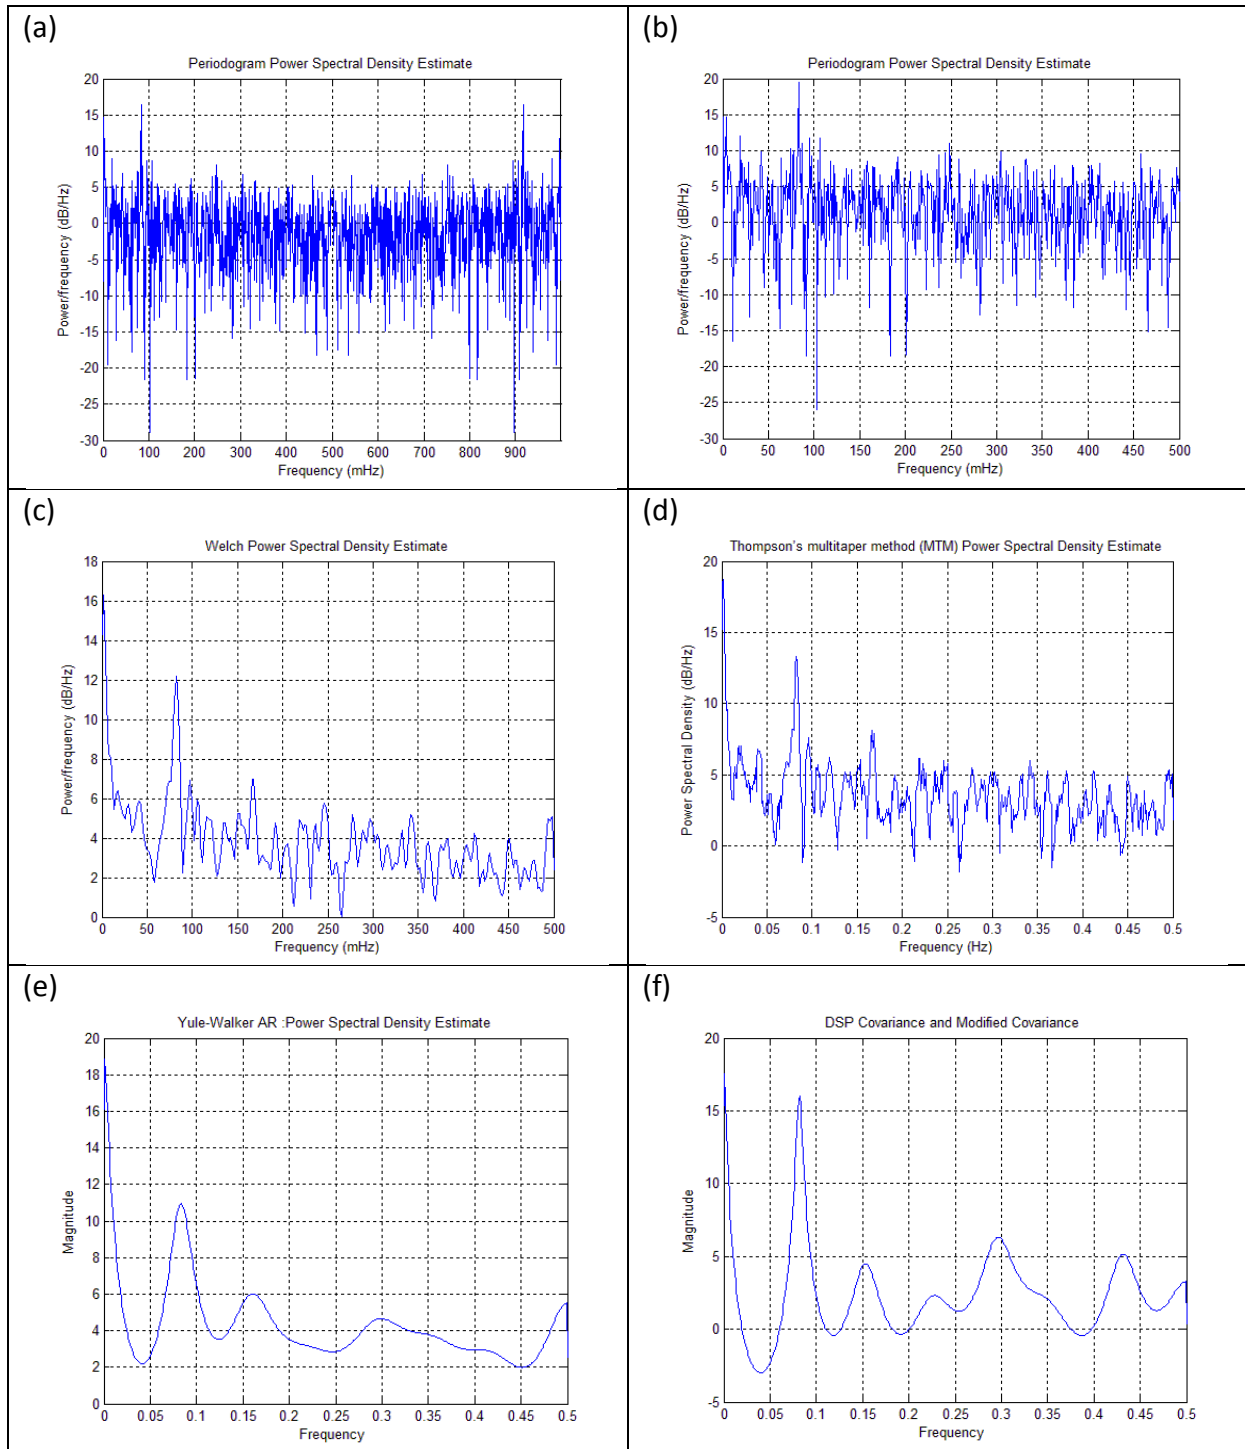 (a)
Periodogram Power Spectral Density Estimate
20
15
10
5
0
-5
-10
-15
-20
-25
-30
Power/frequency (dB/Hz)
0 100 200 300 400 500 600 700 800 900
Frequency (mHz)
(b)
Periodogram Power Spectral Density Estimate
20
15
10
5
0
-5
-10
-15
-20
-25
-30
Power/frequency (dB/Hz)
0 50 100 150 200 250 300 350 400 450 500
Frequency (mHz)
(c)
Welch Power Spectral Density Estimate
18
16
14
12
10
8
6
4
2
0
Power/frequency (dB/Hz)
0 50 100 150 200 250 300 350 400 450 500
Frequency (mHz)
(d)
Thompson's multitaper method (MTM) Power Spectral Density Estimate
20
15
10
5
0
-5
Power Spectral Density (dB/Hz)
0 0.05 0.1 0.15 0.2 0.25 0.3 0.35 0.4 0.45 0.5
Frequency (Hz)
(e)
Yule-Walker AR :Power Spectral Density Estimate
20
18
16
14
12
10
8
6
4
2
0
Magnitude
0 0.05 0.1 0.15 0.2 0.25 0.3 0.35 0.4 0.45 0.5
Frequency
(f)
DSP Covariance and Modified Covariance
20
15
10
5
0
-5
Magnitude
0 0.05 0.1 0.15 0.2 0.25 0.3 0.35 0.4 0.45 0.5
Frequency